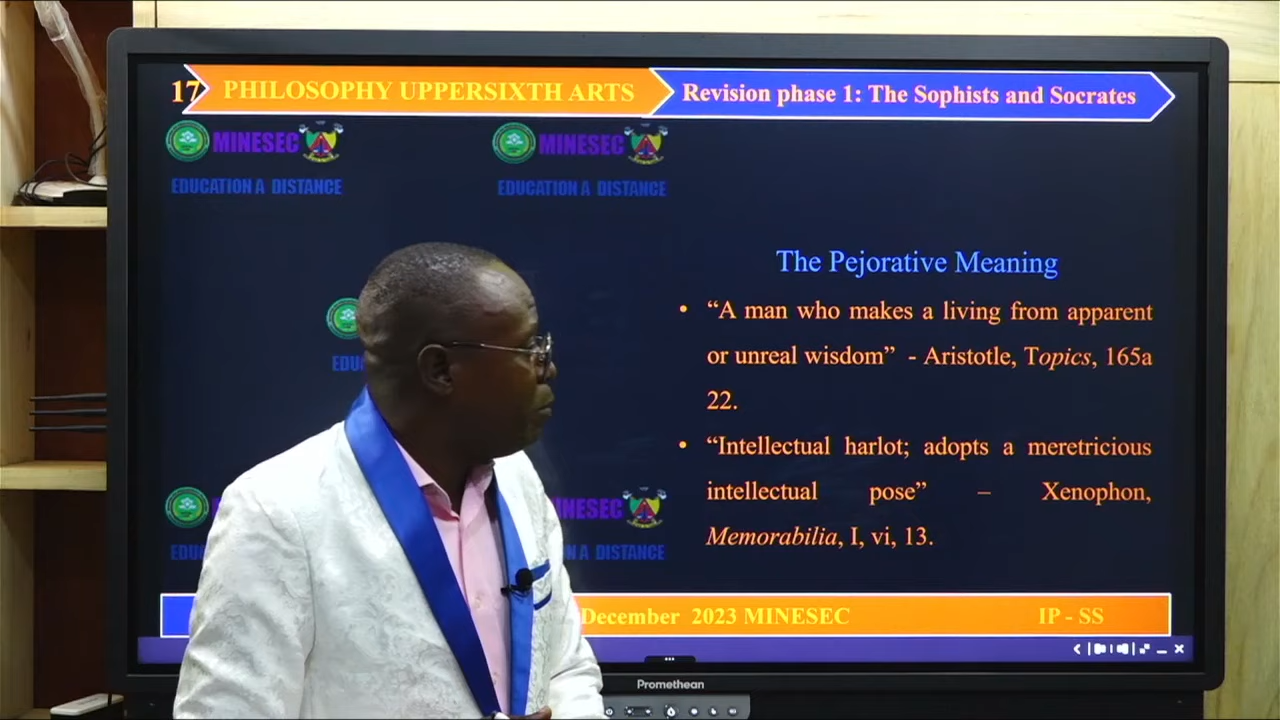 17 PHILOSOPHY UPPERSIXTH ARTS Revision phase 1: The Sophists and Socrates
MINESEC MINESEC
EDUCATION A DISTANCE EDUCATION A DISTANCE
The Pejorative Meaning
• “A man who makes a living from apparent
or unreal wisdom” - Aristotle, Topics, 165a
22.
• “Intellectual harlot; adopts a meretricious
intellectual pose” – Xenophon,
Memorabilia, I, vi, 13.
December 2023 MINESEC IP - SS
Promethean